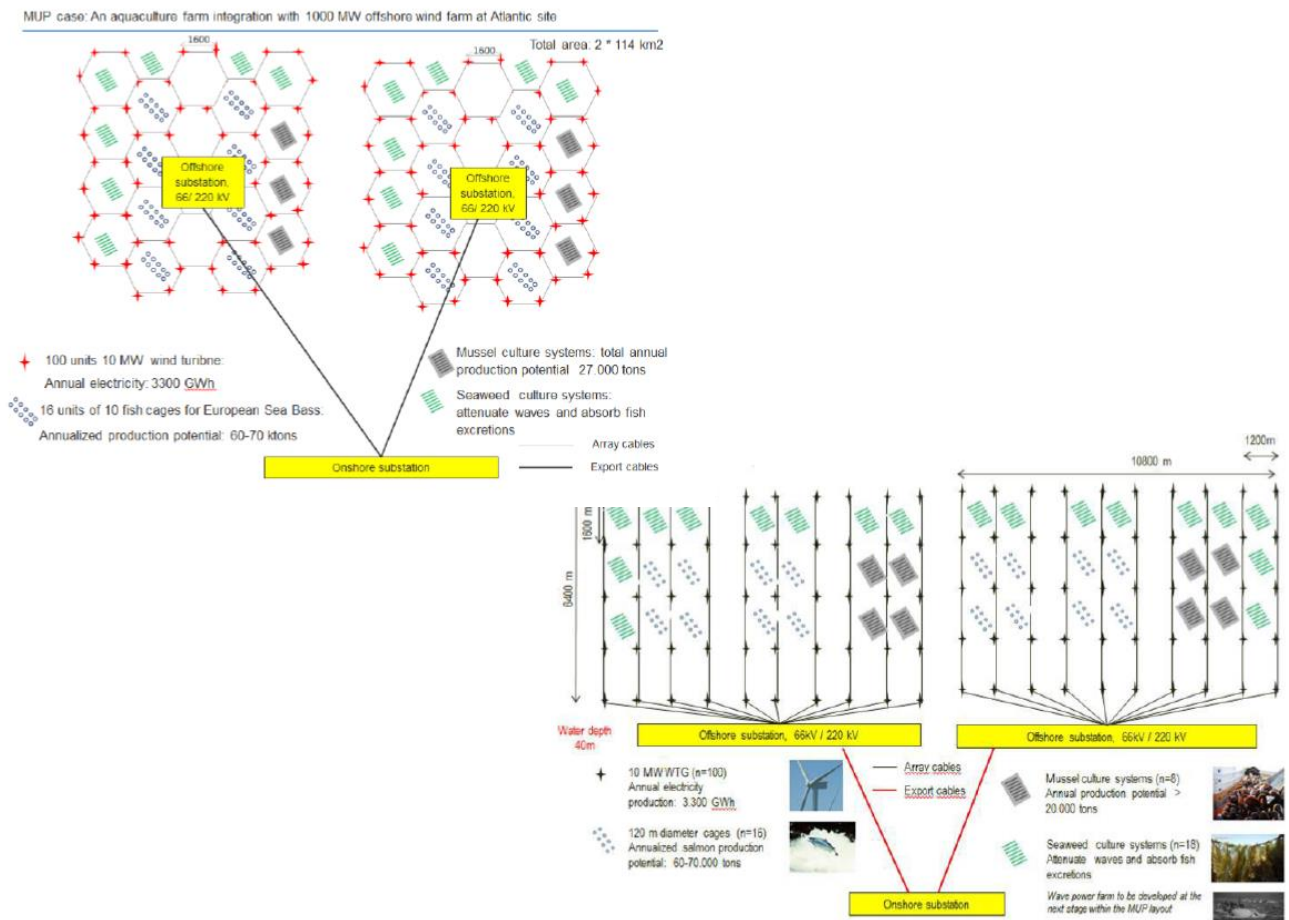 MUP case: An aquaculture farm integration with 1000 MW offshore wind farm at Atlantic site
1600
1600
Total area: 2 * 114 km2
Offshore
substation,
66/ 220 kV
Offshore
substation,
66/ 220 kV
100 units 10 MW wind turibne:
Annual electricity: 3300 GWh
16 units of 10 fish cages for European Sea Bass:
Annualized production potential: 60-70 ktons
Mussel culture systems: total annual
production potential 27.000 tons
Seaweed culture systems:
attenuate waves and absorb fish
excretions
Array cables
Export cables
Onshore substation
1200m
10800 m
1600 m
6400 m
Water depth
40m
Offshore substation, 66kV / 220 kV
Offshore substation, 66kV / 220 kV
10 MW WTG (n=100)
Annual electricity
production: 3.300 GWh
120 m diameter cages (n=16)
Annualized salmon production
potential: 60-70.000 tons
Array cables
Export cables
Mussel culture systems (n=8)
Annual production potential >
20.000 tons
Seaweed culture systems (n=18)
Attenuate waves and absorb fish
excretions
Wave power farm to be developed at the
next stage within the MUP layout
Onshore substation